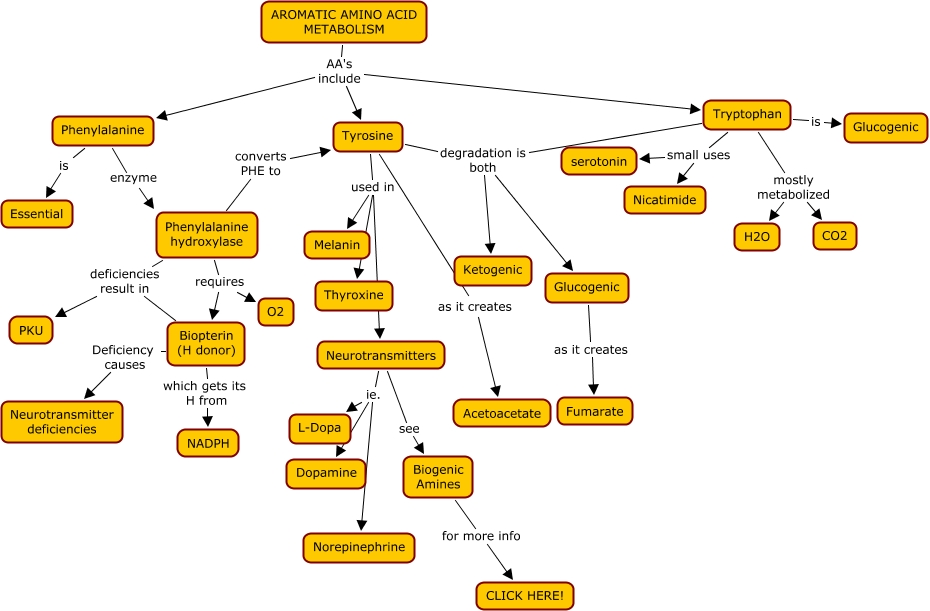 AROMATIC AMINO ACID
METABOLISM
AA's
include
Phenylalanine
Tyrosine
Tryptophan
is
Glucogenic
is
enzyme
converts
PHE to
used in
degradation is
both
serotonin
small uses
Nicatimide
mostly
metabolized
Essential
Phenylalanine
hydroxylase
Melanin
H2O
CO2
deficiencies
result in
requires
Ketogenic
Glucogenic
Thyroxine
O2
as it creates
PKU
Biopterin
(H donor)
Deficiency
causes
Neurotransmitters
as it creates
which gets its
H from
ie.
Neurotransmitter
deficiencies
NADPH
L-Dopa
see
Acetoacetate
Fumarate
Dopamine
Biogenic
Amines
Norepinephrine
for more info
CLICK HERE!